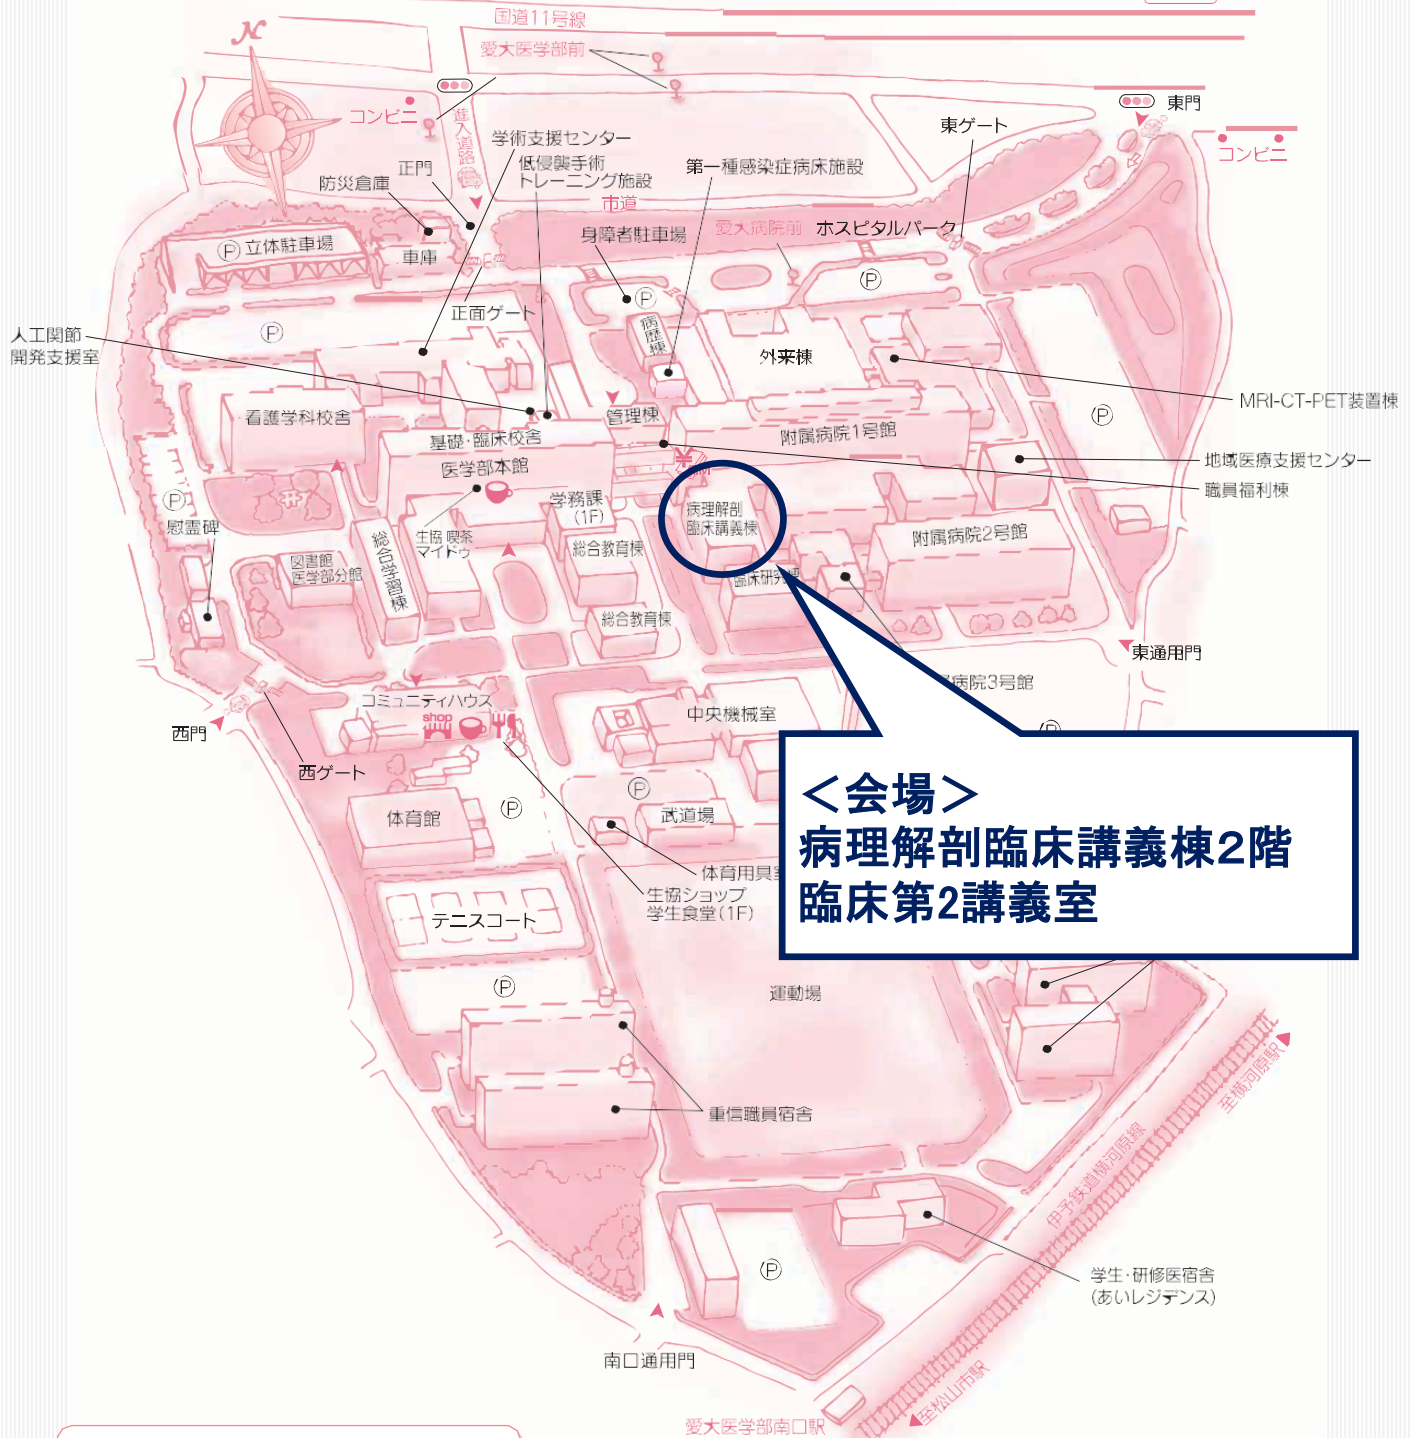 国道11号線
愛大医学部前
N
コンビニ
進入道路
東門
コンビニ
学術支援センター
低侵襲手術
トレーニング施設
第一種感染症病床施設
東ゲート
正門
防災倉庫
市道
身障者駐車場
愛大病院前
ホスピタルパーク
P 立体駐車場
車庫
P
P
正面ゲート
P
人工関節
開発支援室
病歴棟
外来棟
MRI-CT-PET装置棟
P
看護学科校舎
管理棟
基礎・臨床校舎
医学部本館
附属病院1号館
地域医療支援センター
職員福利棟
P
慰霊碑
学務課
(1F)
病理解剖
臨床講義棟
生協 喫茶
マイドゥ
総合学習棟
図書館
医学部分館
総合教育棟
附属病院2号館
臨床研究棟
総合教育棟
東通用門
病院3号館
コミュニティハウス
shop
中央機械室
西門
西ゲート
P
P
P
<会場>
病理解剖臨床講義棟2階
臨床第2講義室
体育館
武道場
体育用具
生協ショップ
学生食堂(1F)
テニスコート
P
運動場
重信職員宿舎
至横河原駅
伊予鉄道横河原線
P
学生・研修医宿舎
(あいレジデンス)
南口通用門
至松山市駅
愛大医学部南口駅